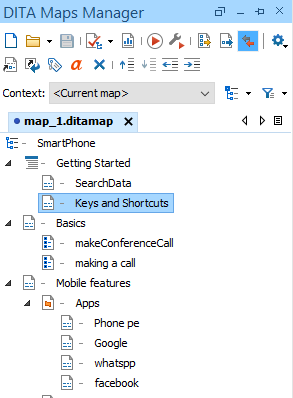 DITA Maps Manager
Context: <Current map>
map_1.ditamap
SmartPhone
Getting Started
SearchData
Keys and Shortcuts
Basics
makeConferenceCall
making a call
Mobile features
Apps
Phone pe
Google
whatspp
facebook